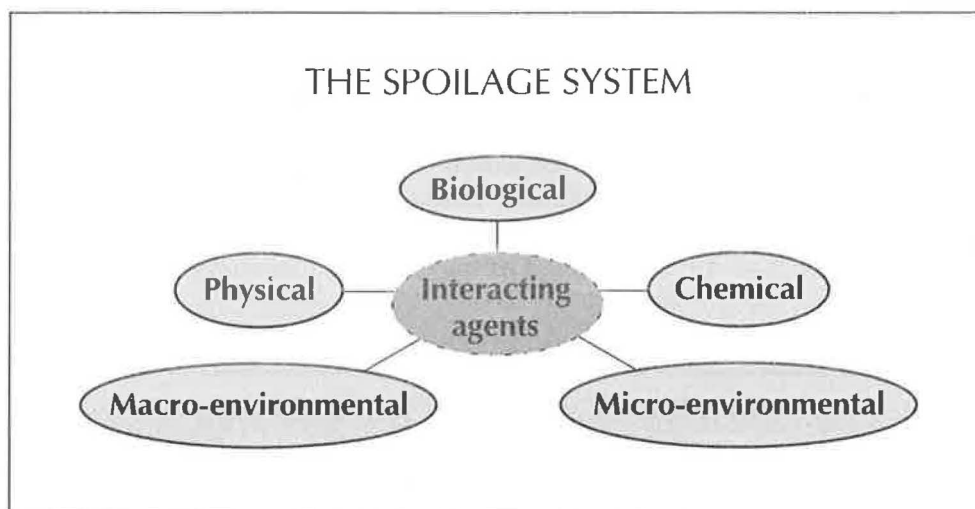 THE SPOILAGE SYSTEM
Biological
Physical
Interacting
agents
Chemical
Macro-environmental
Micro-environmental